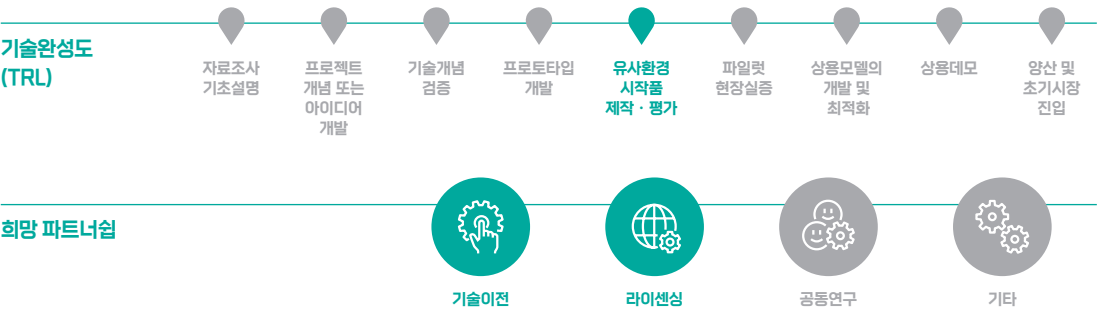 기술완성도
(TRL)
자료조사
기초설명
프로젝트
개념 또는
아이디어
개발
기술개념
검증
프로토타입
개발
유사환경
시작품
제작 · 평가
파일럿
현장실증
상용모델의
개발 및
최적화
상용데모
양산 및
초기시장
진입
희망 파트너쉽
기술이전
라이센싱
공동연구
기타